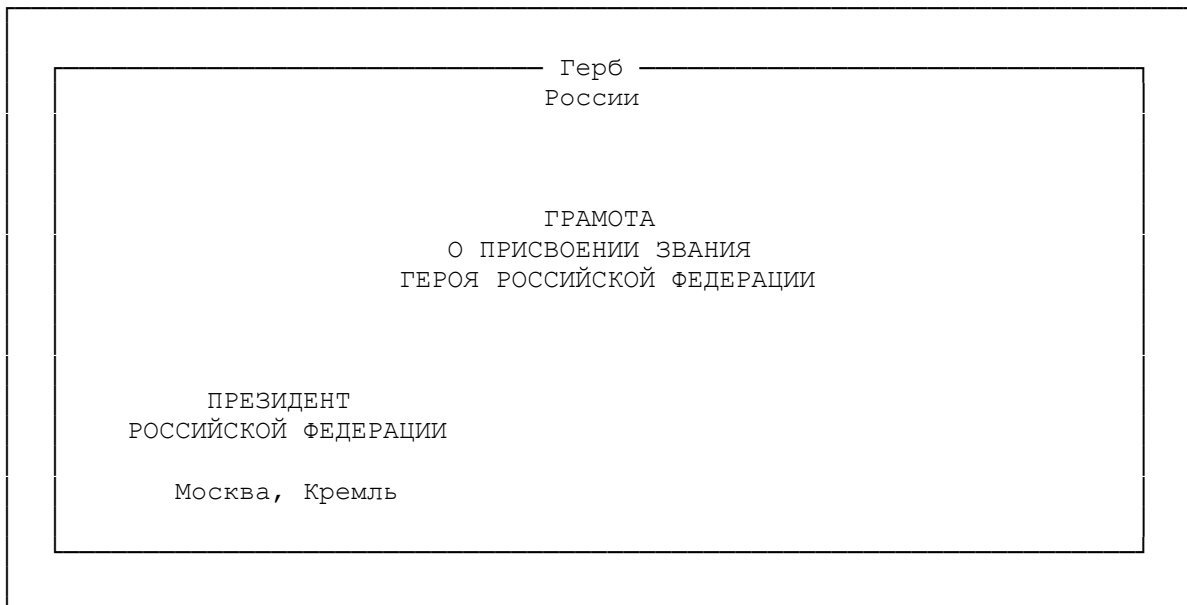 Герб
России
ГРАМОТА
О ПРИСВОЕНИИ ЗВАНИЯ
ГЕРОЯ РОССИЙСКОЙ ФЕДЕРАЦИИ
ПРЕЗИДЕНТ
РОССИЙСКОЙ ФЕДЕРАЦИИ
Москва, Кремль